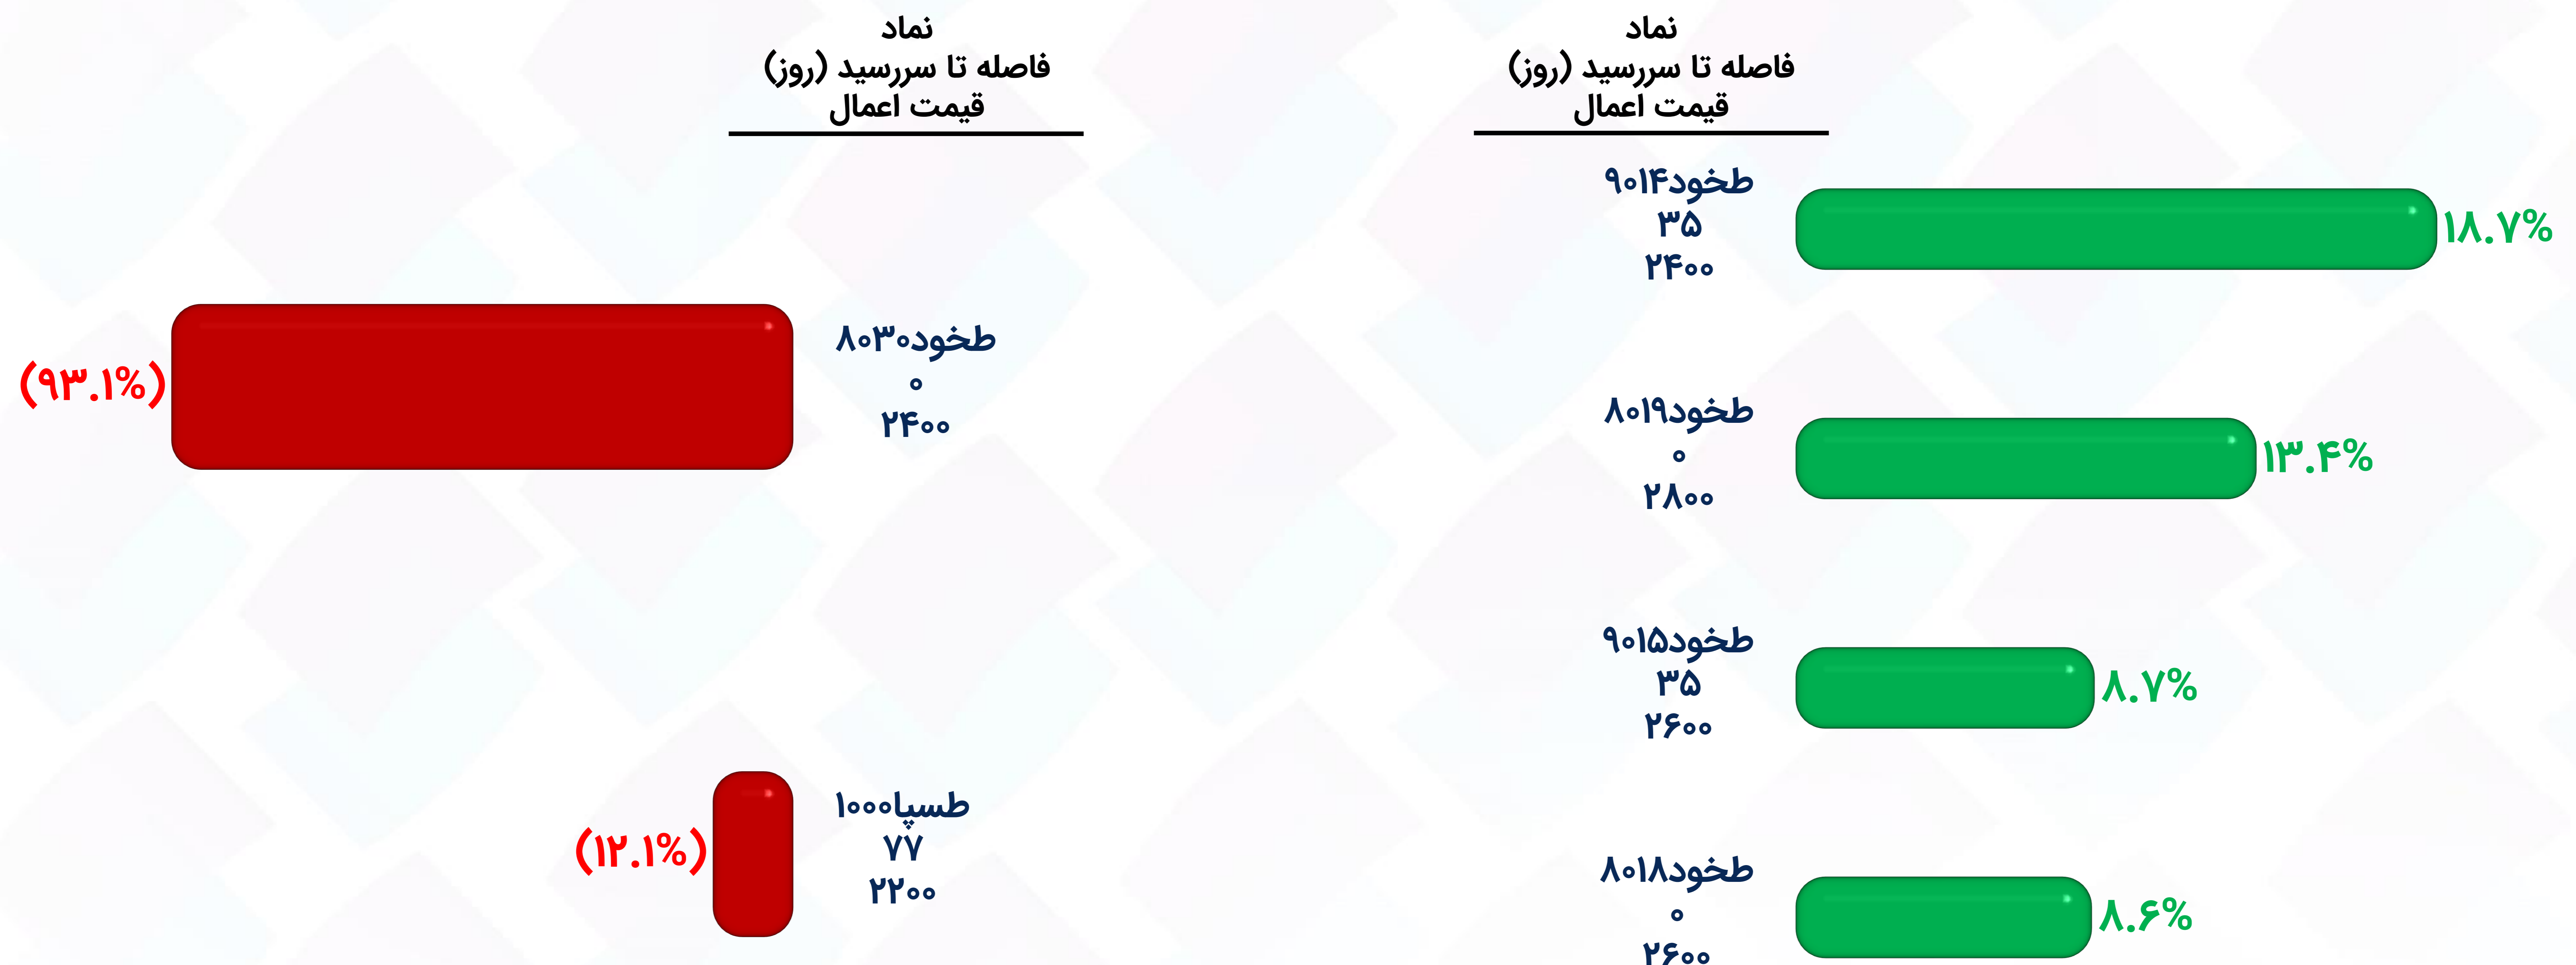 نماد
فاصله تا سررسید (روز)
قیمت اعمال
طخود۹۰۱۴
۳۵
۲۴۰۰
۱۸.۷%
طخود۸۰۱۹
۰
۲۸۰۰
۱۳.۴%
طخود۹۰۱۵
۳۵
۲۶۰۰
۸.۷%
طخود۸۰۱۸
۰
۲۶۰۰
۸.۶%
نماد
فاصله تا سررسید (روز)
قیمت اعمال
طخود۸۰۳۰
۰
۲۴۰۰
(۹۳.۱%)
طسپا۱۰۰۰
۷۷
۲۲۰۰
(۱۲.۱%)